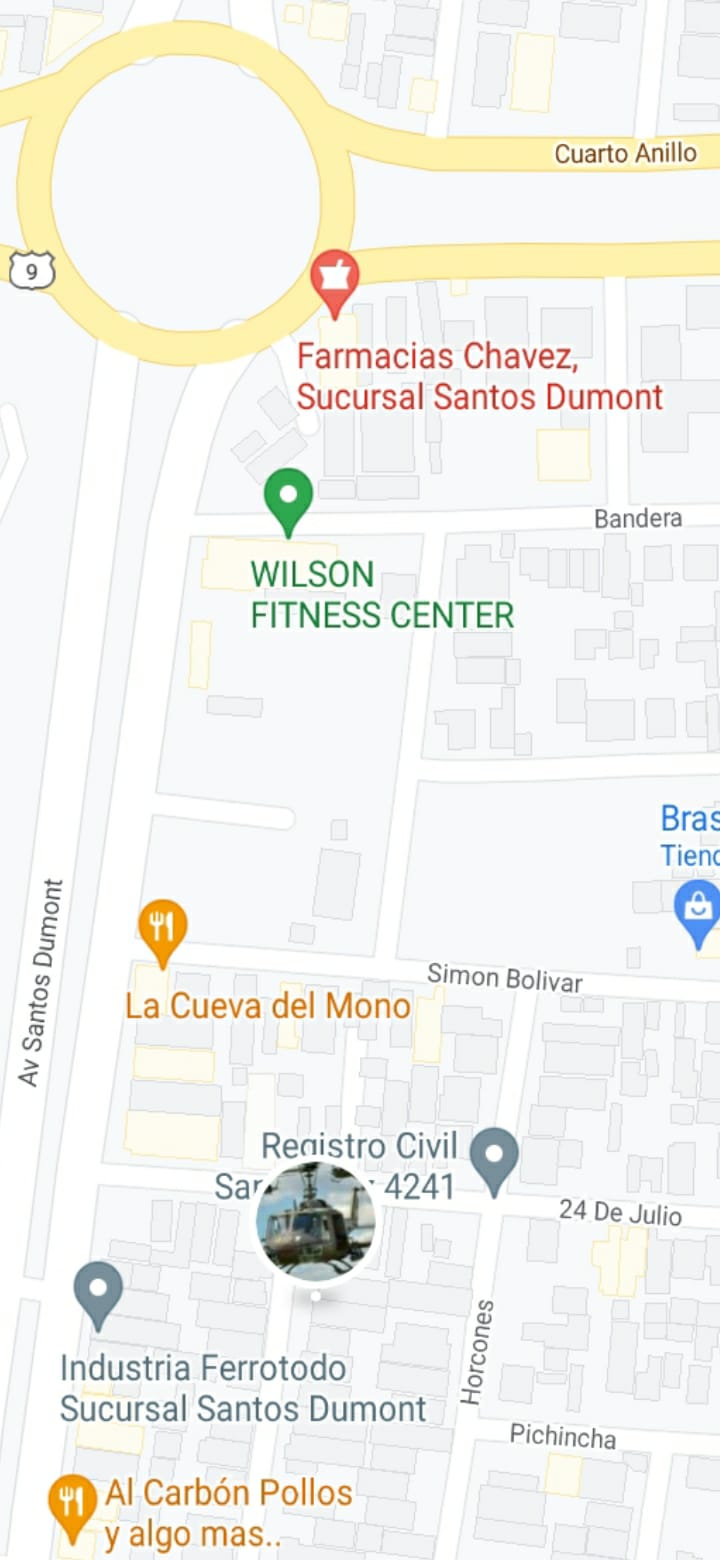 Cuarto Anillo
9
Farmacias Chavez,
Sucursal Santos Dumont
Bandera
WILSON
FITNESS CENTER
Bras
Tienc
Av Santos Dumont
Simon Bolivar
La Cueva del Mono
Registro Civil
4241
24 De Julio
Industria Ferrotodo
Sucursal Santos Dumont
Horcones
Pichincha
Al Carbón Pollos
y algo mas..